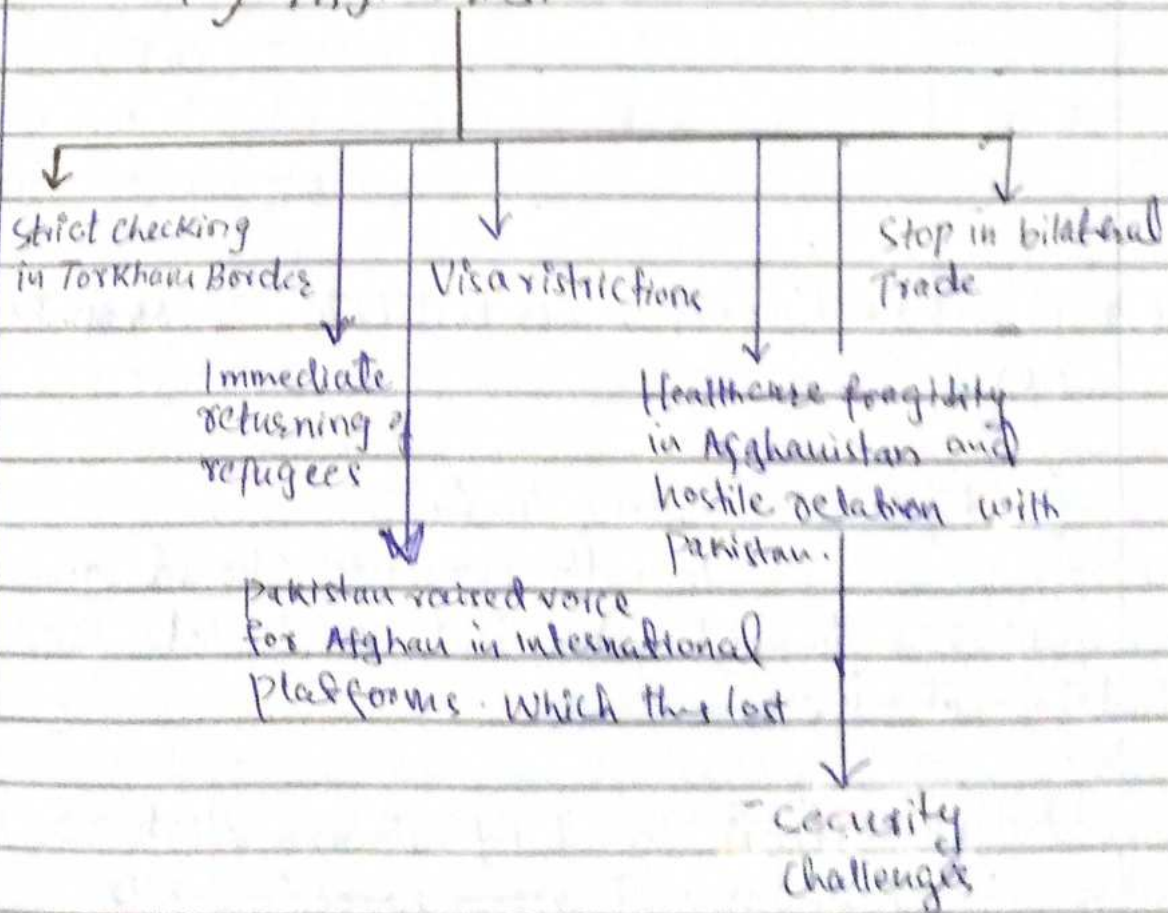 Strict checking
in Torkham Border
Immediate
returning of
refugees
Pakistan raised voice
for Afghan in international
platforms. Which they lost
Visa ristrictions
Healthcare fragility
in Afghanistan and
hostile relation with
Pakistan.
Security
Challenges
Stop in bilateral
Trade